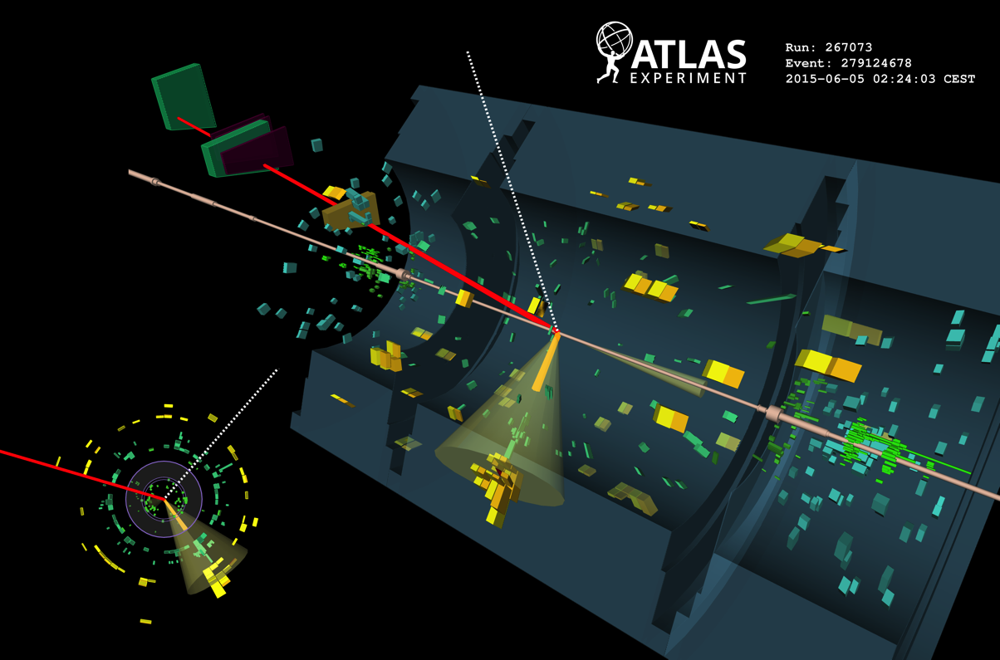 ATLAS
EXPERIMENT
Run: 267073
Event: 279124678
2015-06-05 02:24:03 CEST